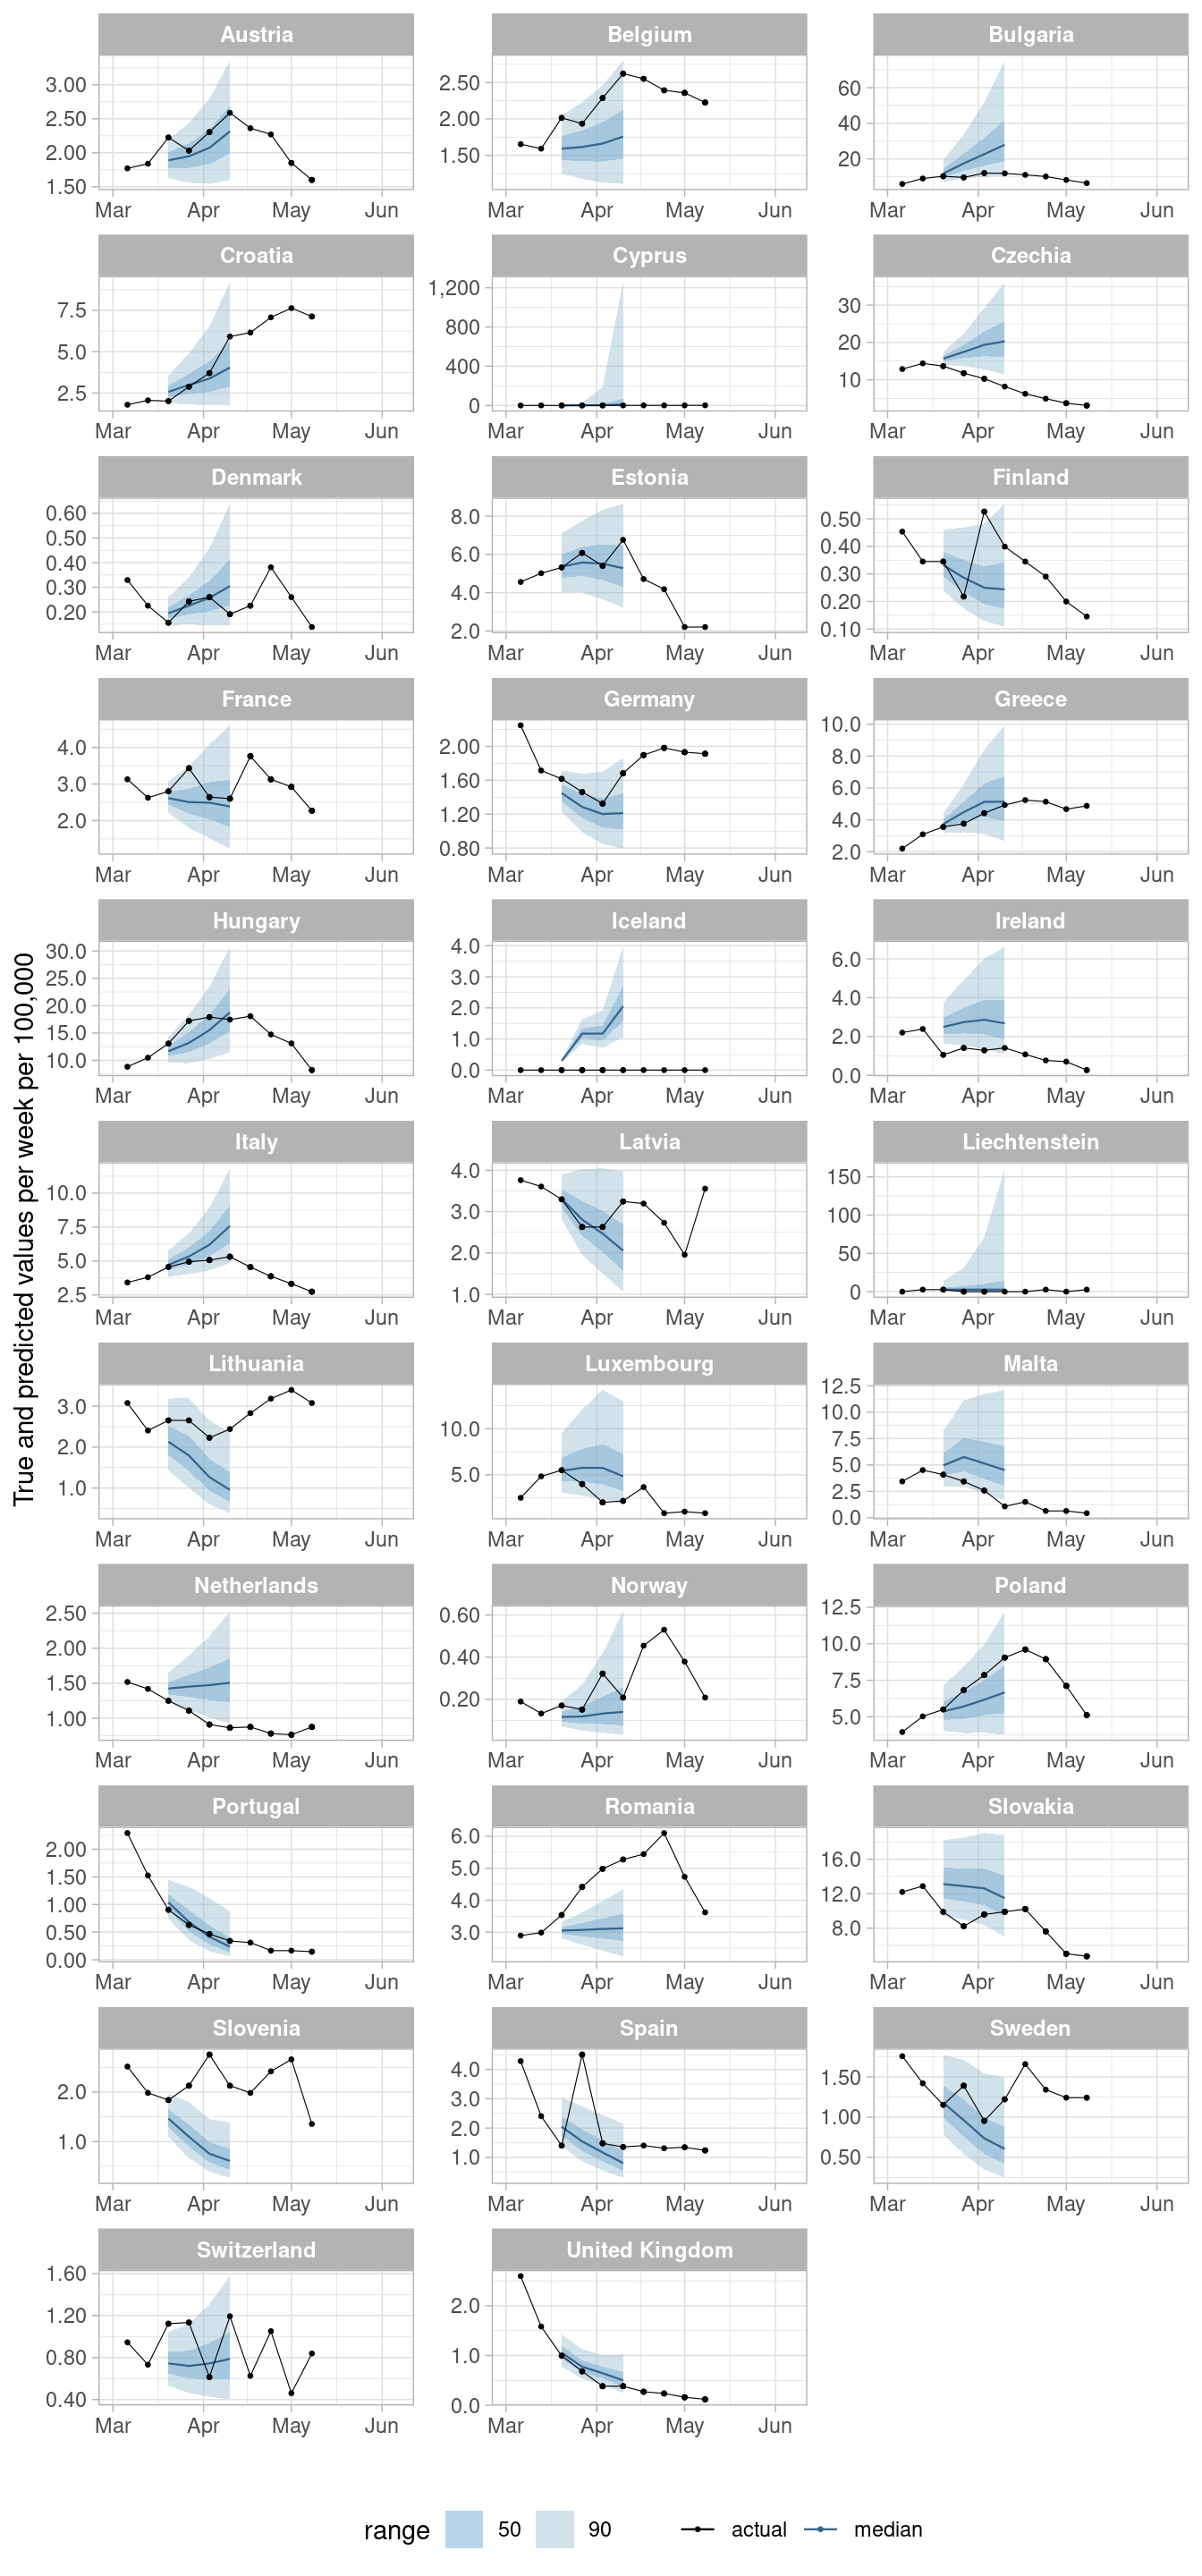 True and predicted values per week per 100,000
Austria
3.00
2.50
2.00
1.50
Mar Apr May Jun
Belgium
2.50
2.00
1.50
Mar Apr May Jun
Bulgaria
60
40
20
Mar Apr May Jun
Croatia
7.5
5.0
2.5
Mar Apr May Jun
Cyprus
1,200
800
400
0
Mar Apr May Jun
Czechia
30
20
10
Mar Apr May Jun
Denmark
0.60
0.50
0.40
0.30
0.20
Mar Apr May Jun
Estonia
8.0
6.0
4.0
2.0
Mar Apr May Jun
Finland
0.50
0.40
0.30
0.20
0.10
Mar Apr May Jun
France
4.0
3.0
2.0
Mar Apr May Jun
Germany
2.00
1.60
1.20
0.80
Mar Apr May Jun
Greece
10.0
8.0
6.0
4.0
2.0
Mar Apr May Jun
Hungary
30.0
25.0
20.0
15.0
10.0
Mar Apr May Jun
Iceland
4.0
3.0
2.0
1.0
0.0
Mar Apr May Jun
Ireland
6.0
4.0
2.0
0.0
Mar Apr May Jun
Italy
10.0
7.5
5.0
2.5
Mar Apr May Jun
Latvia
4.0
3.0
2.0
1.0
Mar Apr May Jun
Liechtenstein
150
100
50
0
Mar Apr May Jun
Lithuania
3.0
2.0
1.0
Mar Apr May Jun
Luxembourg
10.0
5.0
Mar Apr May Jun
Malta
12.5
10.0
7.5
5.0
2.5
0.0
Mar Apr May Jun
Netherlands
2.50
2.00
1.50
1.00
Mar Apr May Jun
Norway
0.60
0.40
0.20
Mar Apr May Jun
Poland
12.5
10.0
7.5
5.0
Mar Apr May Jun
Portugal
2.00
1.50
1.00
0.50
0.00
Mar Apr May Jun
Romania
6.0
5.0
4.0
3.0
Mar Apr May Jun
Slovakia
16.0
12.0
8.0
Mar Apr May Jun
Slovenia
2.0
1.0
Mar Apr May Jun
Spain
4.0
3.0
2.0
1.0
Mar Apr May Jun
Sweden
1.50
1.00
0.50
Mar Apr May Jun
Switzerland
1.60
1.20
0.80
0.40
Mar Apr May Jun
United Kingdom
2.0
1.0
0.0
Mar Apr May Jun
range 50 90 actual median